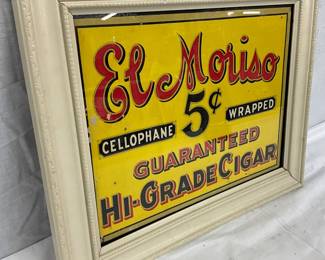 El Moriso
5¢
CELLOPHANE WRAPPED
GUARANTEED
HI-GRADE CIGAR